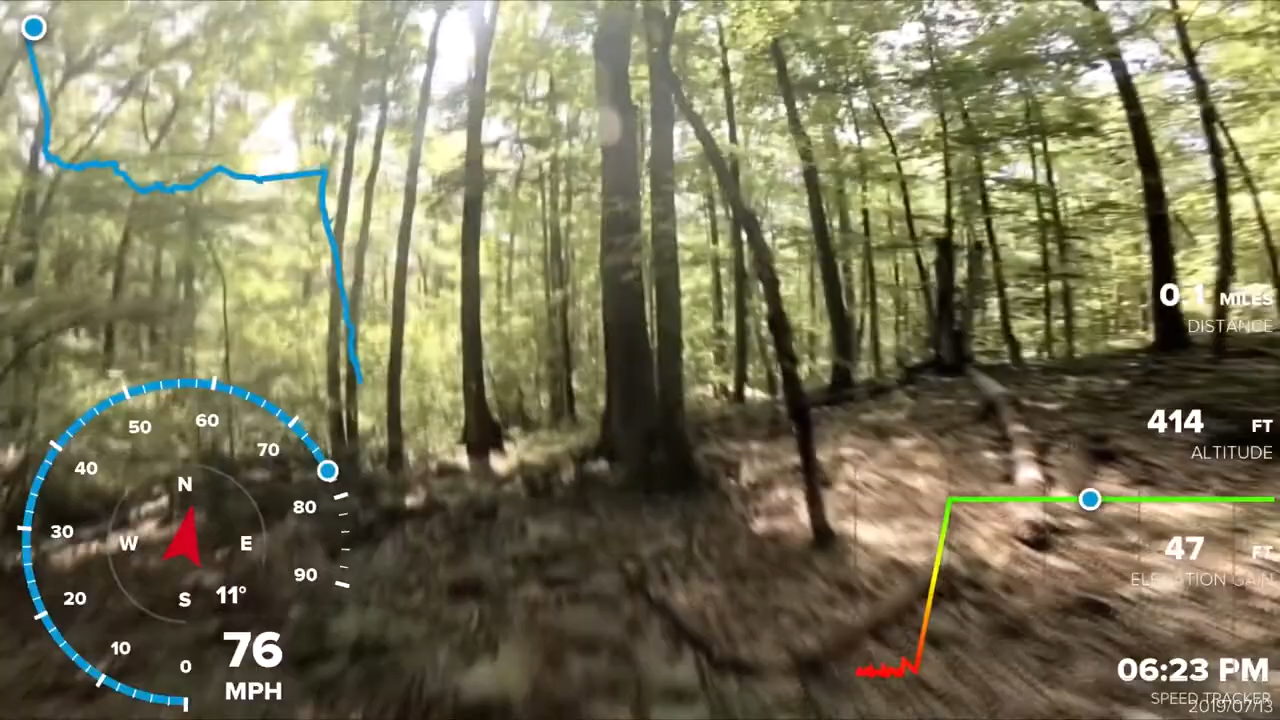 0.1 MILES
DISTANCE
414 FT
ALTITUDE
47 FT
ELEVATION GAIN
06:23 PM
SPEED TRACKER
2019/07/13
0
10
20
30
40
50
60
70
80
90
N
W E
S
11°
76
MPH